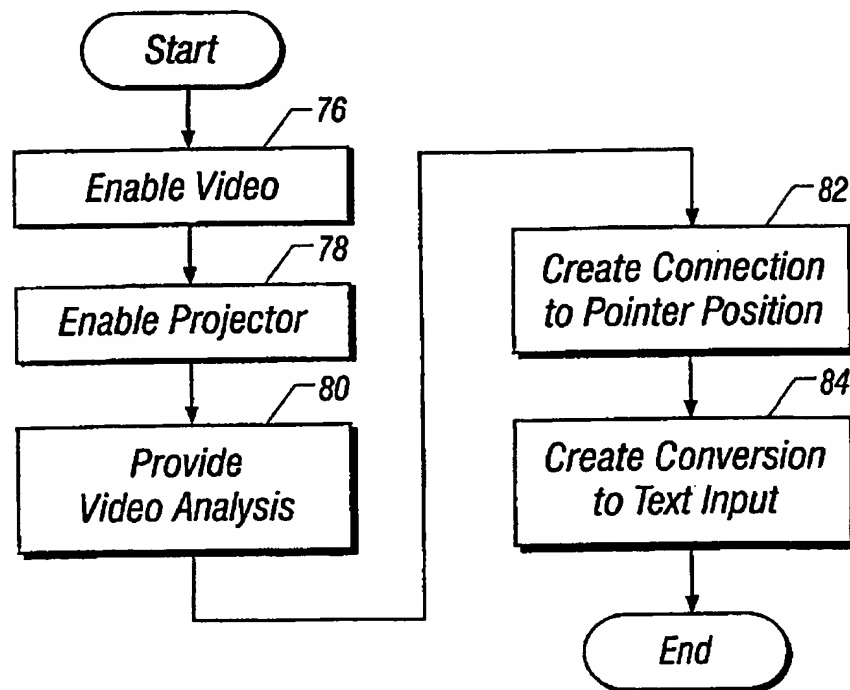 Start
76
Enable Video
78
Enable Projector
80
Provide
Video Analysis
82
Create Connection
to Pointer Position
84
Create Conversion
to Text Input
End